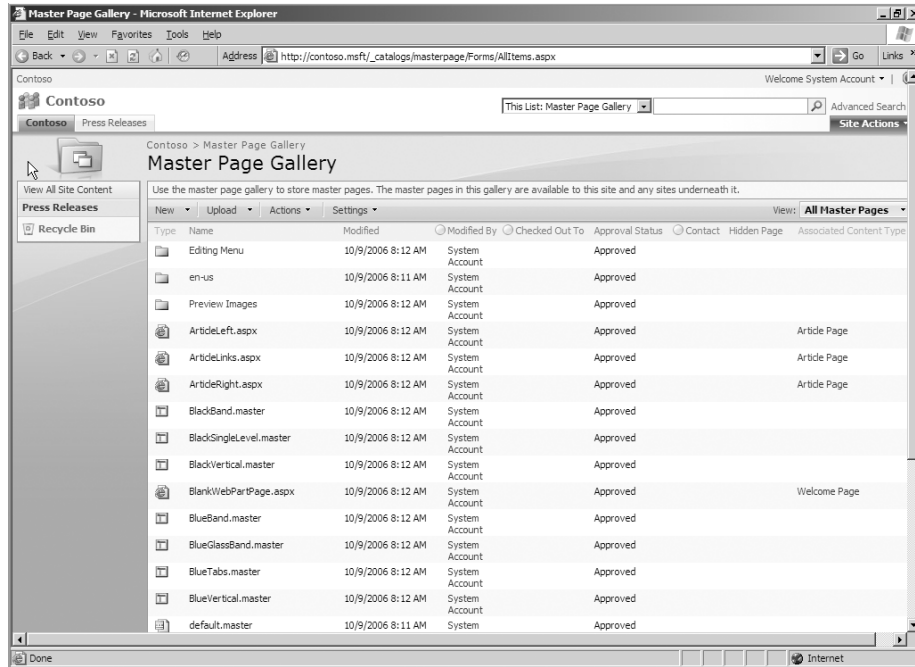 Master Page Gallery - Microsoft Internet Explorer
File Edit View Favorites Tools Help
Back Address http://contoso.msft/_catalogs/masterpage/Forms/AllItems.aspx Go Links »
Contoso Welcome System Account
Contoso This List: Master Page Gallery Advanced Search
Contoso Press Releases Site Actions
Contoso > Master Page Gallery
Master Page Gallery
View All Site Content
Press Releases
Recycle Bin
Use the master page gallery to store master pages. The master pages in this gallery are available to this site and any sites underneath it.
New Upload Actions Settings View: All Master Pages
Type Name Modified Modified By Checked Out To Approval Status Contact Hidden Page Associated Content Type
Editing Menu 10/9/2006 8:12 AM System Account Approved
en-us 10/9/2006 8:11 AM System Account Approved
Preview Images 10/9/2006 8:12 AM System Account Approved
ArticleLeft.aspx 10/9/2006 8:12 AM System Account Approved Article Page
ArticleLinks.aspx 10/9/2006 8:12 AM System Account Approved Article Page
ArticleRight.aspx 10/9/2006 8:12 AM System Account Approved Article Page
BlackBand.master 10/9/2006 8:12 AM System Account Approved
BlackSingleLevel.master 10/9/2006 8:12 AM System Account Approved
BlackVertical.master 10/9/2006 8:12 AM System Account Approved
BlankWebPartPage.aspx 10/9/2006 8:12 AM System Account Approved Welcome Page
BlueBand.master 10/9/2006 8:12 AM System Account Approved
BlueGlassBand.master 10/9/2006 8:12 AM System Account Approved
BlueTabs.master 10/9/2006 8:12 AM System Account Approved
BlueVertical.master 10/9/2006 8:12 AM System Account Approved
default.master 10/9/2006 8:11 AM System Approved
Done Internet